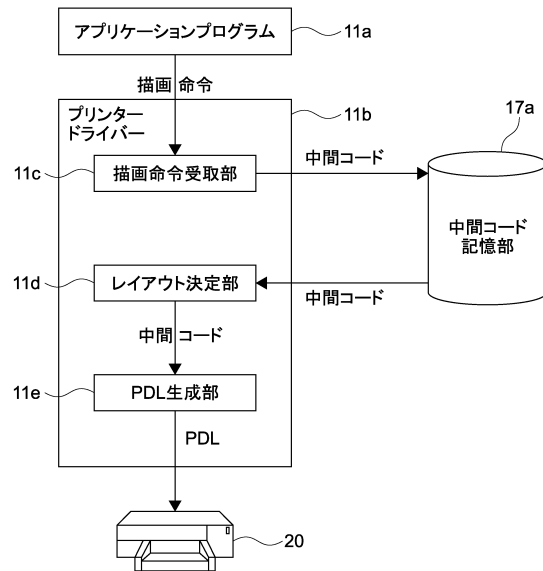 アプリケーションプログラム
11a
描画 命令
プリンター
ドライバー
11b
17a
11c
描画命令受取部
中間コード
中間コード
記憶部
11d
レイアウト決定部
中間コード
中間 コード
11e
PDL生成部
PDL
20